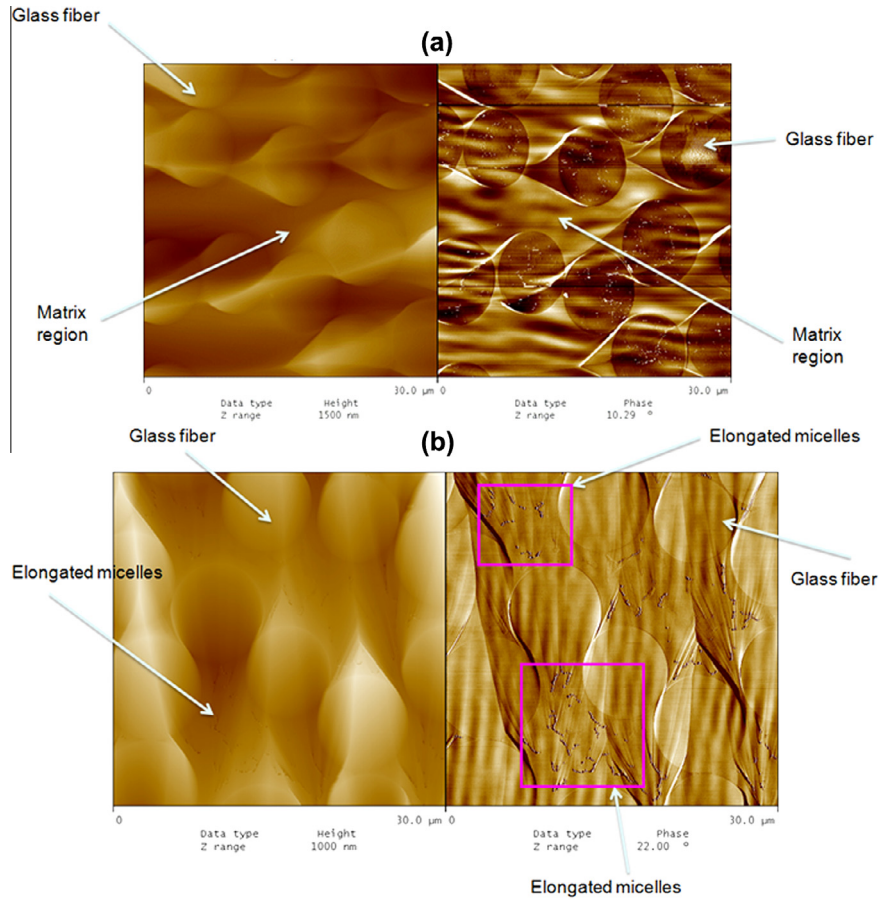 Glass fiber
(a)
Glass fiber
Matrix
region
Matrix
region
0 30.0 µm 0 30.0 µm
Data type Height Data type Phase
Z range 1500 nm Z range 10.29 °
(b)
Glass fiber
Elongated micelles
Elongated micelles
Glass fiber
0 30.0 µm 0 30.0 µm
Data type Height Data type Phase
Z range 1000 nm Z range 22.00 °
Elongated micelles